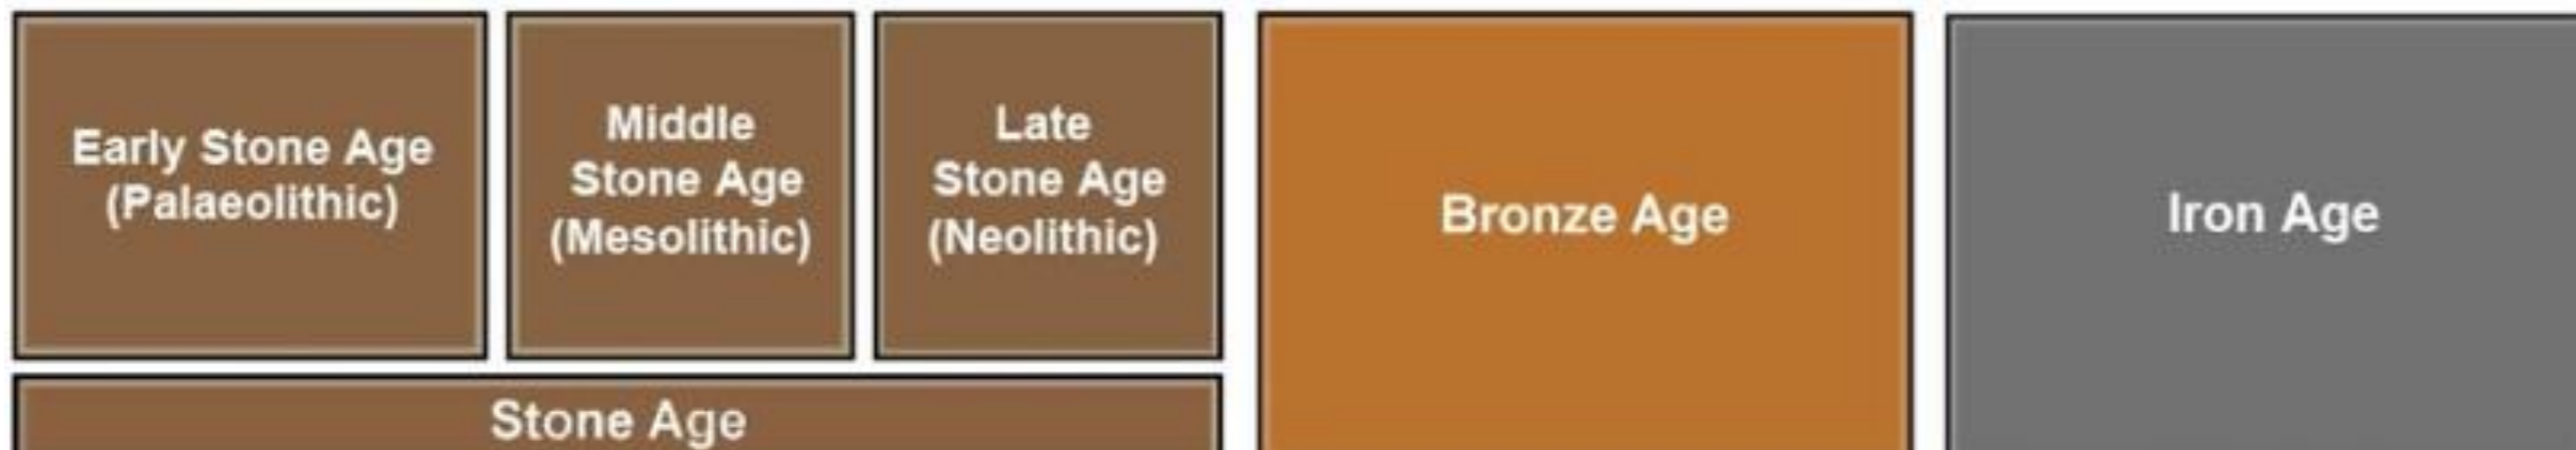 Early Stone Age
(Palaeolithic)
Middle
Stone Age
(Mesolithic)
Late
Stone Age
(Neolithic)
Bronze Age
Iron Age
Stone Age